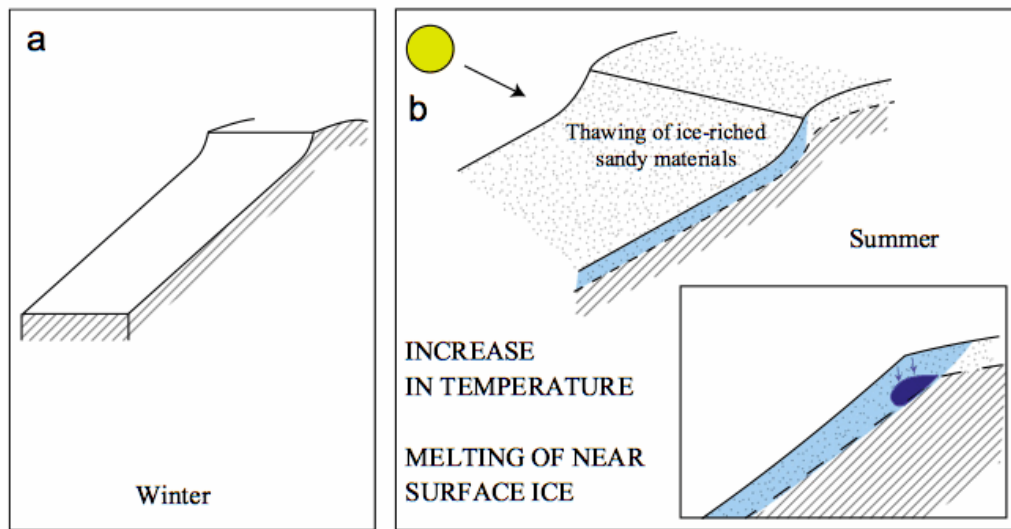 a
Winter
b
Thawing of ice-riched
sandy materials
Summer
INCREASE
IN TEMPERATURE
MELTING OF NEAR
SURFACE ICE